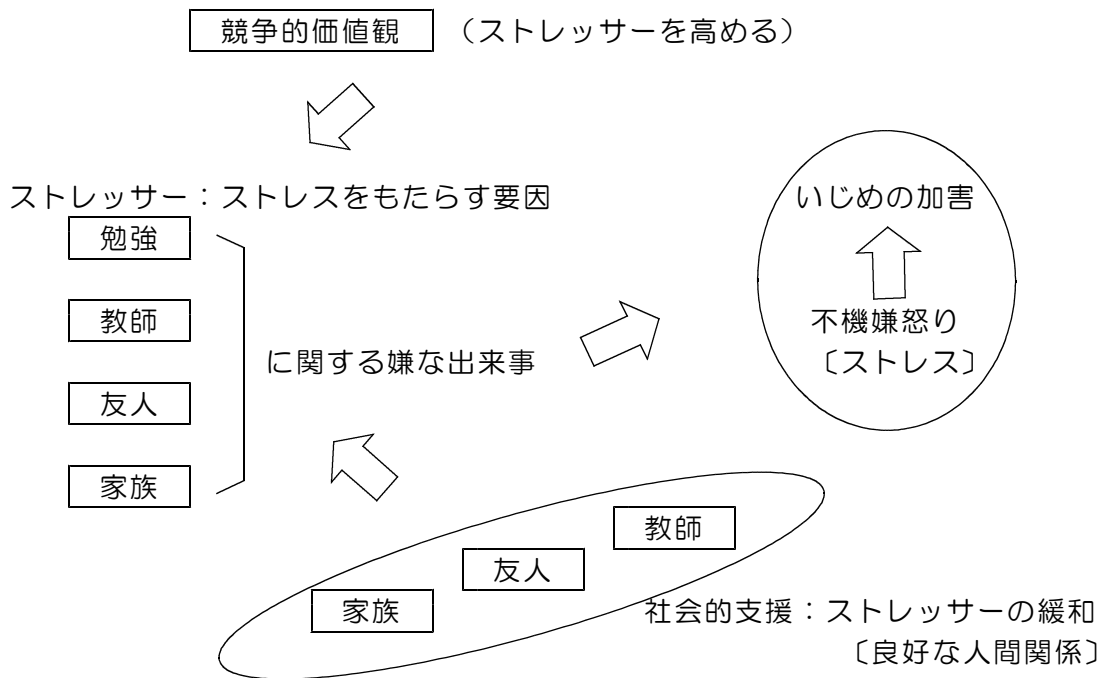 競争的価値観 （ストレッサーを高める）
ストレッサー：ストレスをもたらす要因
勉強
教師
友人
家族
に関する嫌な出来事
いじめの加害
不機嫌怒り
〔ストレス〕
教師
友人
家族
社会的支援：ストレッサーの緩和
〔良好な人間関係〕